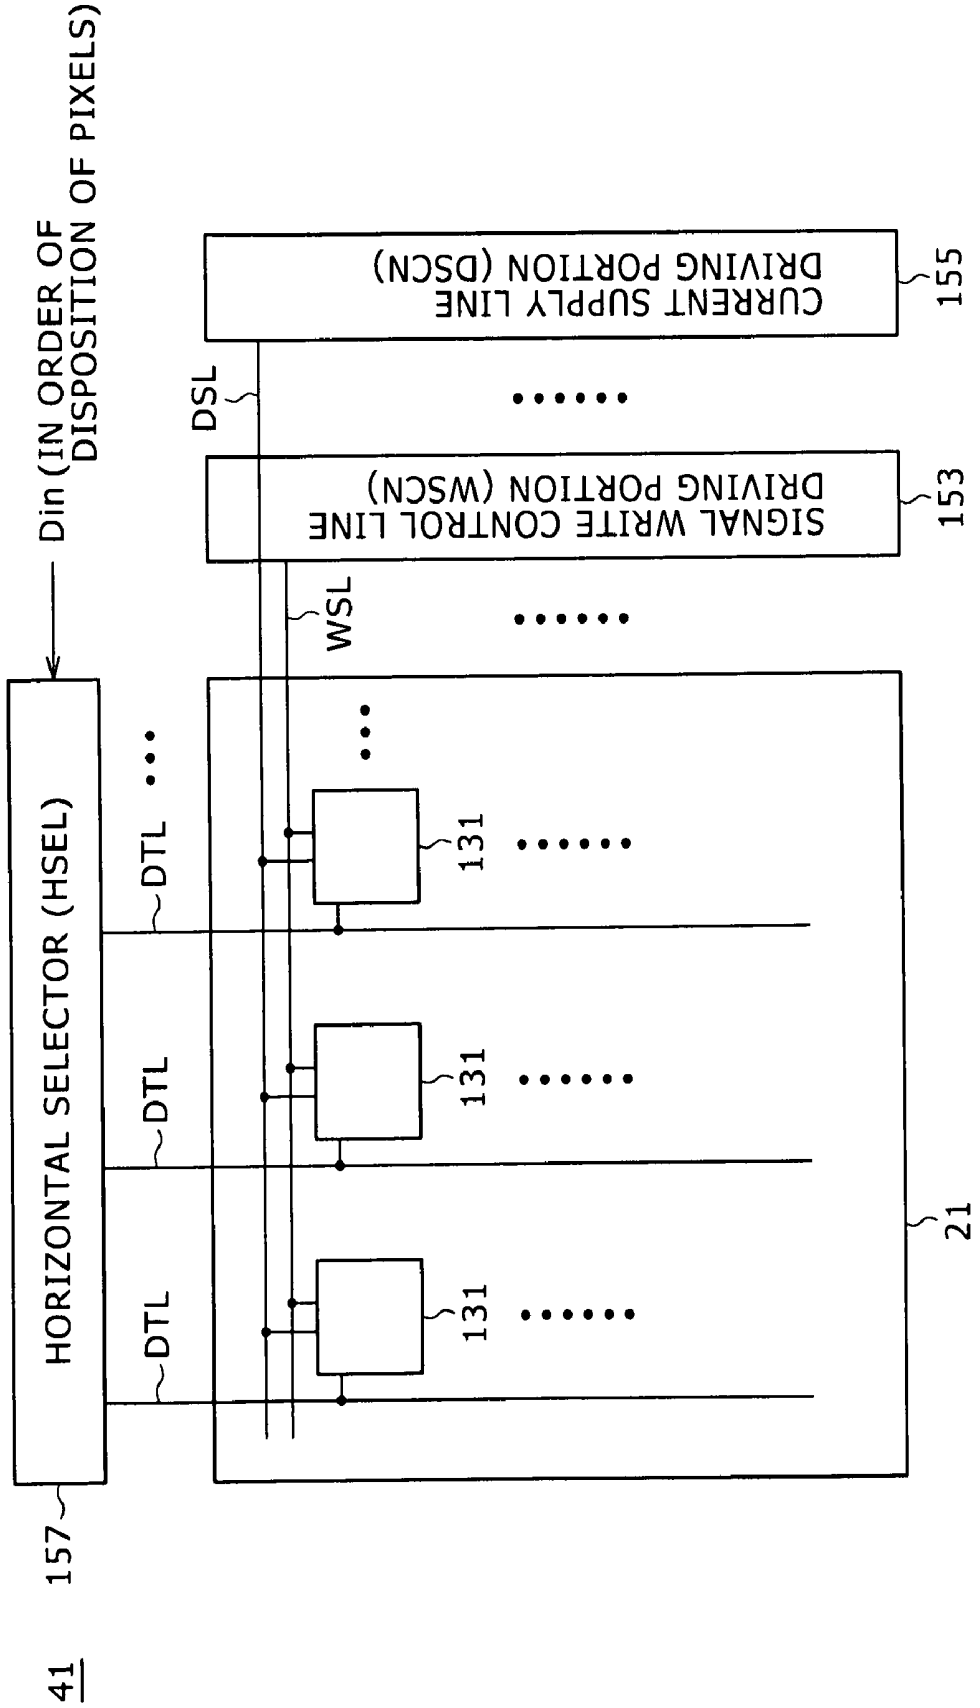 41
157
HORIZONTAL SELECTOR (HSEL)
Din (IN ORDER OF
DISPOSITION OF PIXELS)
DTL
DTL
DTL
DSL
WSL
131
131
131
SIGNAL WRITE CONTROL LINE
DRIVING PORTION (WSCN)
CURRENT SUPPLY LINE
DRIVING PORTION (DSCN)
21
153
155